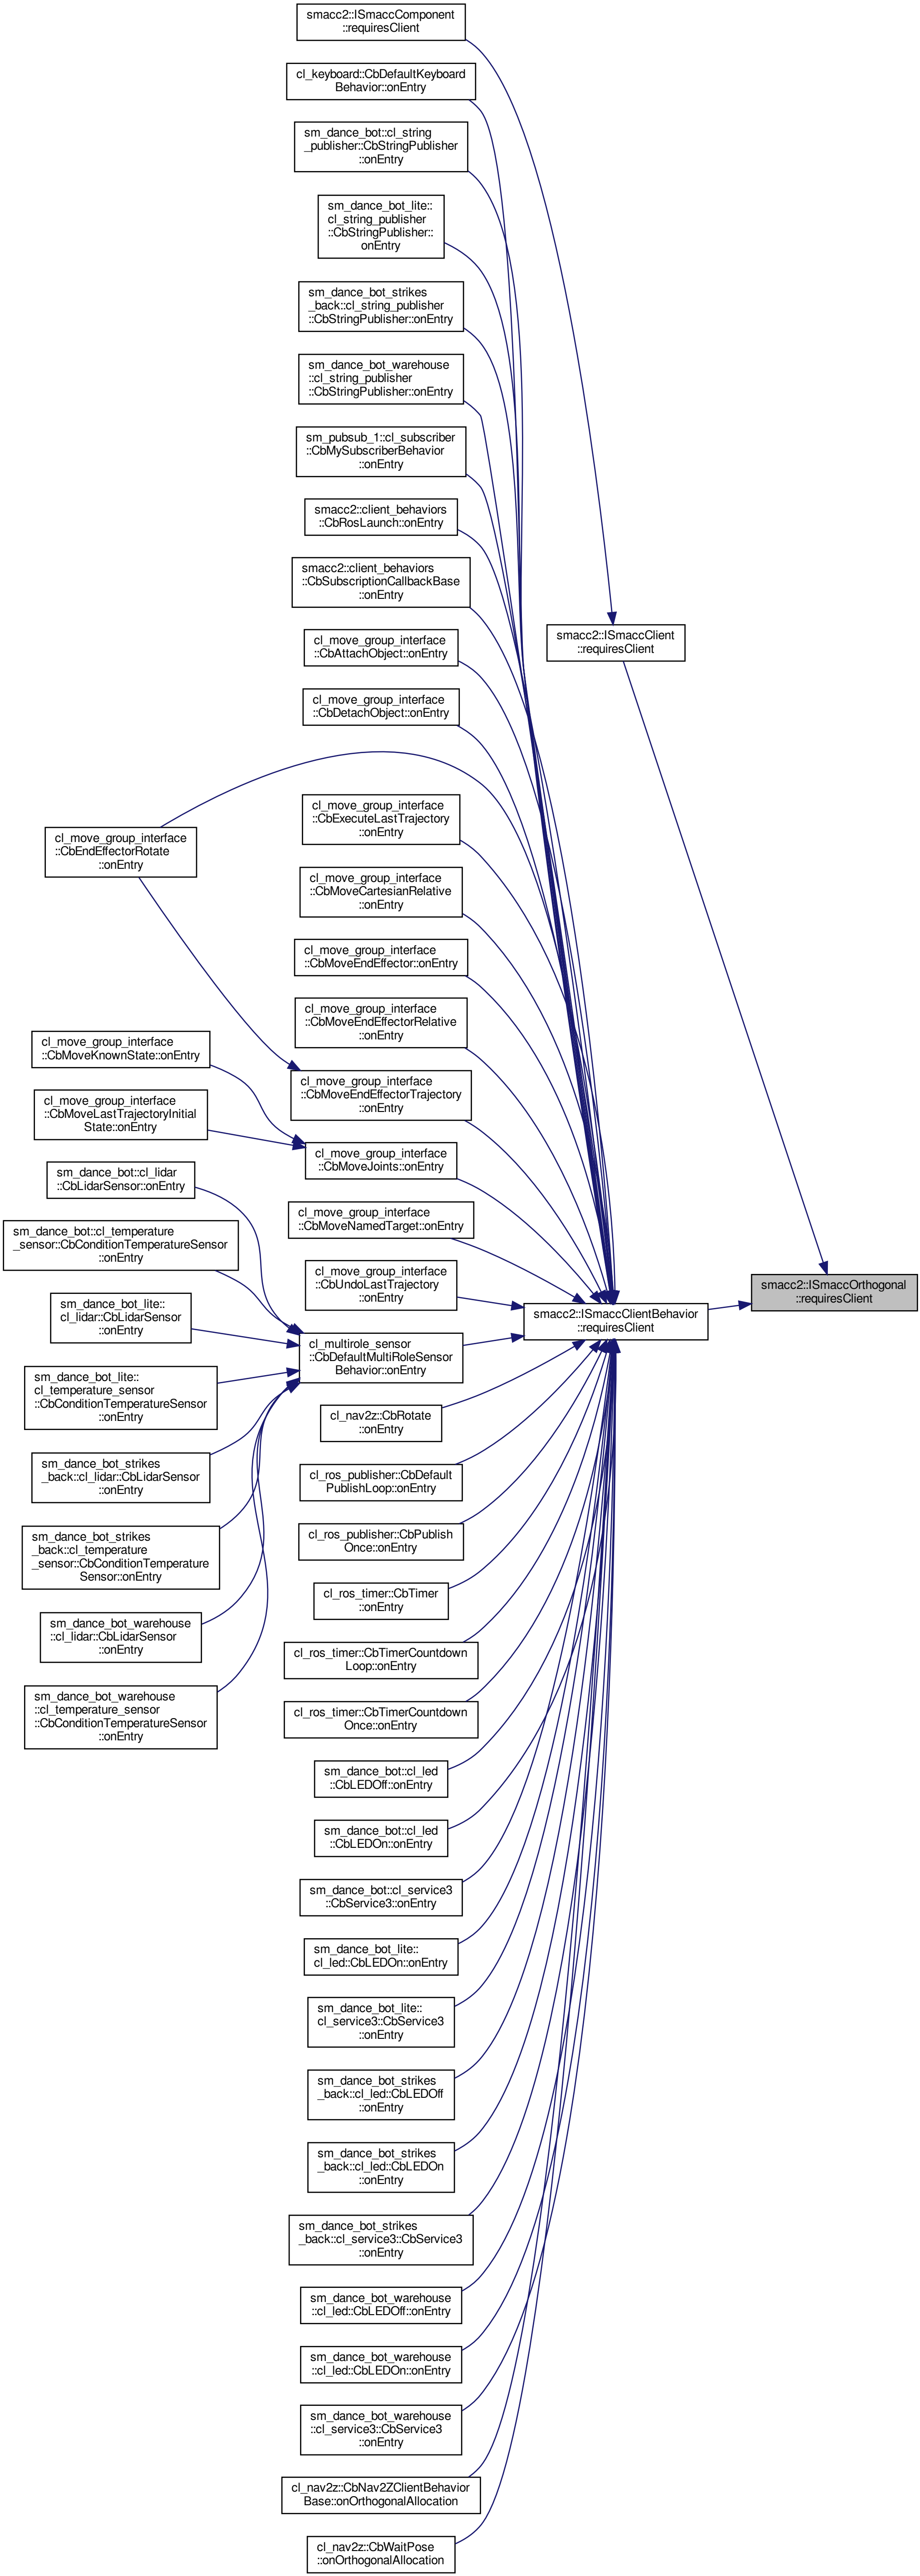 smacc2::ISmaccComponent
::requiresClient
cl_keyboard::CbDefaultKeyboard
Behavior::onEntry
sm_dance_bot::cl_string
_publisher::CbStringPublisher
::onEntry
sm_dance_bot_lite::
cl_string_publisher
::CbStringPublisher::
onEntry
sm_dance_bot_strikes
_back::cl_string_publisher
::CbStringPublisher::onEntry
sm_dance_bot_warehouse
::cl_string_publisher
::CbStringPublisher::onEntry
sm_pubsub_1::cl_subscriber
::CbMySubscriberBehavior
::onEntry
smacc2::client_behaviors
::CbRosLaunch::onEntry
smacc2::client_behaviors
::CbSubscriptionCallbackBase
::onEntry
smacc2::ISmaccClient
::requiresClient
cl_move_group_interface
::CbAttachObject::onEntry
cl_move_group_interface
::CbDetachObject::onEntry
cl_move_group_interface
::CbExecuteLastTrajectory
::onEntry
cl_move_group_interface
::CbEndEffectorRotate
::onEntry
cl_move_group_interface
::CbMoveCartesianRelative
::onEntry
cl_move_group_interface
::CbMoveEndEffector::onEntry
cl_move_group_interface
::CbMoveEndEffectorRelative
::onEntry
cl_move_group_interface
::CbMoveKnownState::onEntry
cl_move_group_interface
::CbMoveEndEffectorTrajectory
::onEntry
cl_move_group_interface
::CbMoveLastTrajectoryInitial
State::onEntry
cl_move_group_interface
::CbMoveJoints::onEntry
sm_dance_bot::cl_lidar
::CbLidarSensor::onEntry
cl_move_group_interface
::CbMoveNamedTarget::onEntry
sm_dance_bot::cl_temperature
_sensor::CbConditionTemperatureSensor
::onEntry
cl_move_group_interface
::CbUndoLastTrajectory
::onEntry
smacc2::ISmaccOrthogonal
::requiresClient
sm_dance_bot_lite::
cl_lidar::CbLidarSensor
::onEntry
smacc2::ISmaccClientBehavior
::requiresClient
cl_multirole_sensor
::CbDefaultMultiRoleSensor
Behavior::onEntry
sm_dance_bot_lite::
cl_temperature_sensor
::CbConditionTemperatureSensor
::onEntry
cl_nav2z::CbRotate
::onEntry
sm_dance_bot_strikes
_back::cl_lidar::CbLidarSensor
::onEntry
cl_ros_publisher::CbDefault
PublishLoop::onEntry
sm_dance_bot_strikes
_back::cl_temperature
_sensor::CbConditionTemperature
Sensor::onEntry
cl_ros_publisher::CbPublish
Once::onEntry
cl_ros_timer::CbTimer
::onEntry
sm_dance_bot_warehouse
::cl_lidar::CbLidarSensor
::onEntry
cl_ros_timer::CbTimerCountdown
Loop::onEntry
sm_dance_bot_warehouse
::cl_temperature_sensor
::CbConditionTemperatureSensor
::onEntry
cl_ros_timer::CbTimerCountdown
Once::onEntry
sm_dance_bot::cl_led
::CbLEDOff::onEntry
sm_dance_bot::cl_led
::CbLEDOn::onEntry
sm_dance_bot::cl_service3
::CbService3::onEntry
sm_dance_bot_lite::
cl_led::CbLEDOn::onEntry
sm_dance_bot_lite::
cl_service3::CbService3
::onEntry
sm_dance_bot_strikes
_back::cl_led::CbLEDOff
::onEntry
sm_dance_bot_strikes
_back::cl_led::CbLEDOn
::onEntry
sm_dance_bot_strikes
_back::cl_service3::CbService3
::onEntry
sm_dance_bot_warehouse
::cl_led::CbLEDOff::onEntry
sm_dance_bot_warehouse
::cl_led::CbLEDOn::onEntry
sm_dance_bot_warehouse
::cl_service3::CbService3
::onEntry
cl_nav2z::CbNav2ZClientBehavior
Base::onOrthogonalAllocation
cl_nav2z::CbWaitPose
::onOrthogonalAllocation